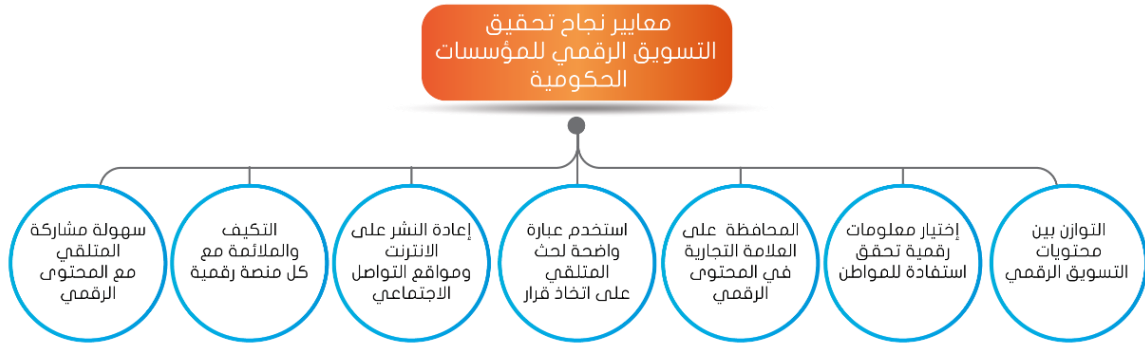 معايير نجاح تحقيق
التسويق الرقمي للمؤسسات
الحكومية
التوازن بين
محتويات
التسويق الرقمي
إختيار معلومات
رقمية تحقق
استفادة للمواطن
المحافظة على
العلامة التجارية
في المحتوى
الرقمي
استخدم عبارة
واضحة لحث
المتلقي
على اتخاذ قرار
إعادة النشر على
الانترنت
ومواقع التواصل
الاجتماعي
التكيف
والملائمة مع
كل منصة رقمية
سهولة مشاركة
المتلقي
مع المحتوى
الرقمي